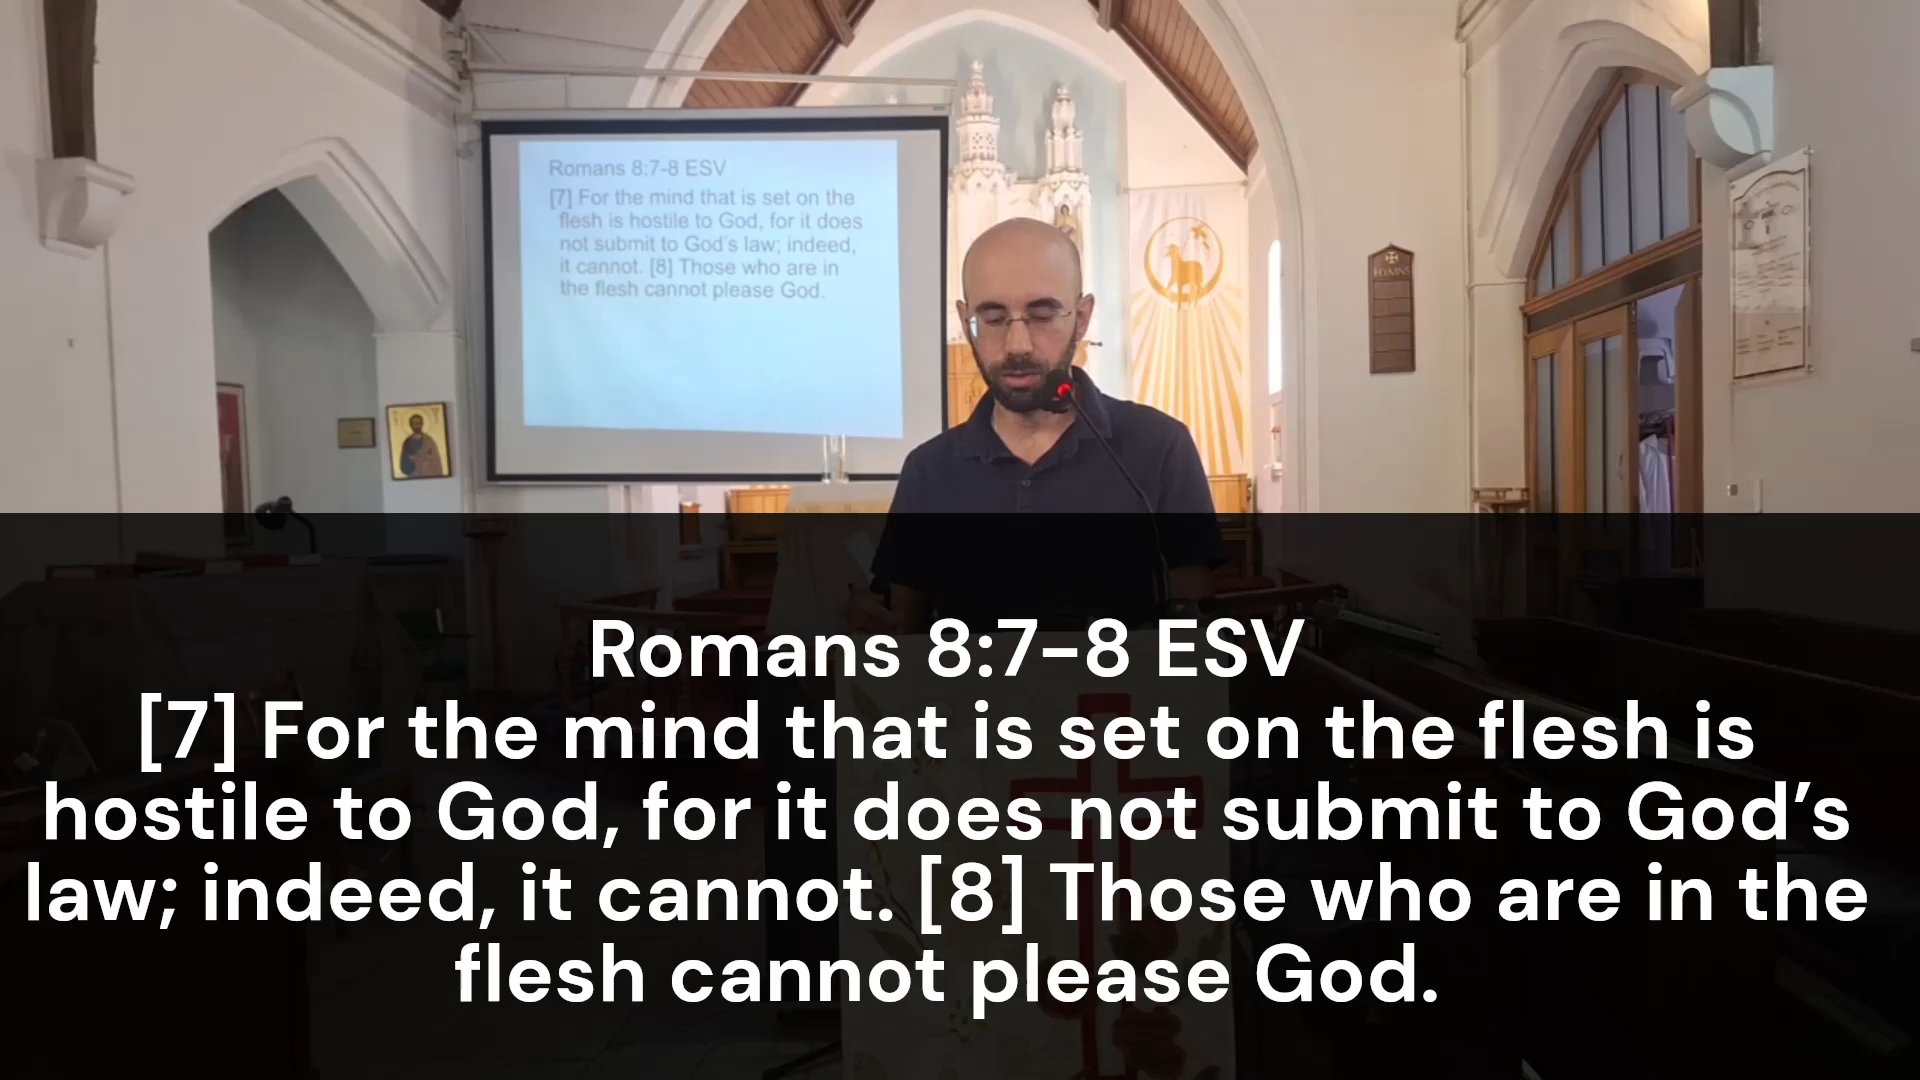 Romans 8:7-8 ESV
[7] For the mind that is set on the
flesh is hostile to God, for it does
not submit to God's law; indeed,
it cannot. [8] Those who are in
the flesh cannot please God.
HYMNS
Romans 8:7-8 ESV
[7] For the mind that is set on the flesh is
hostile to God, for it does not submit to God’s
law; indeed, it cannot. [8] Those who are in the
flesh cannot please God.